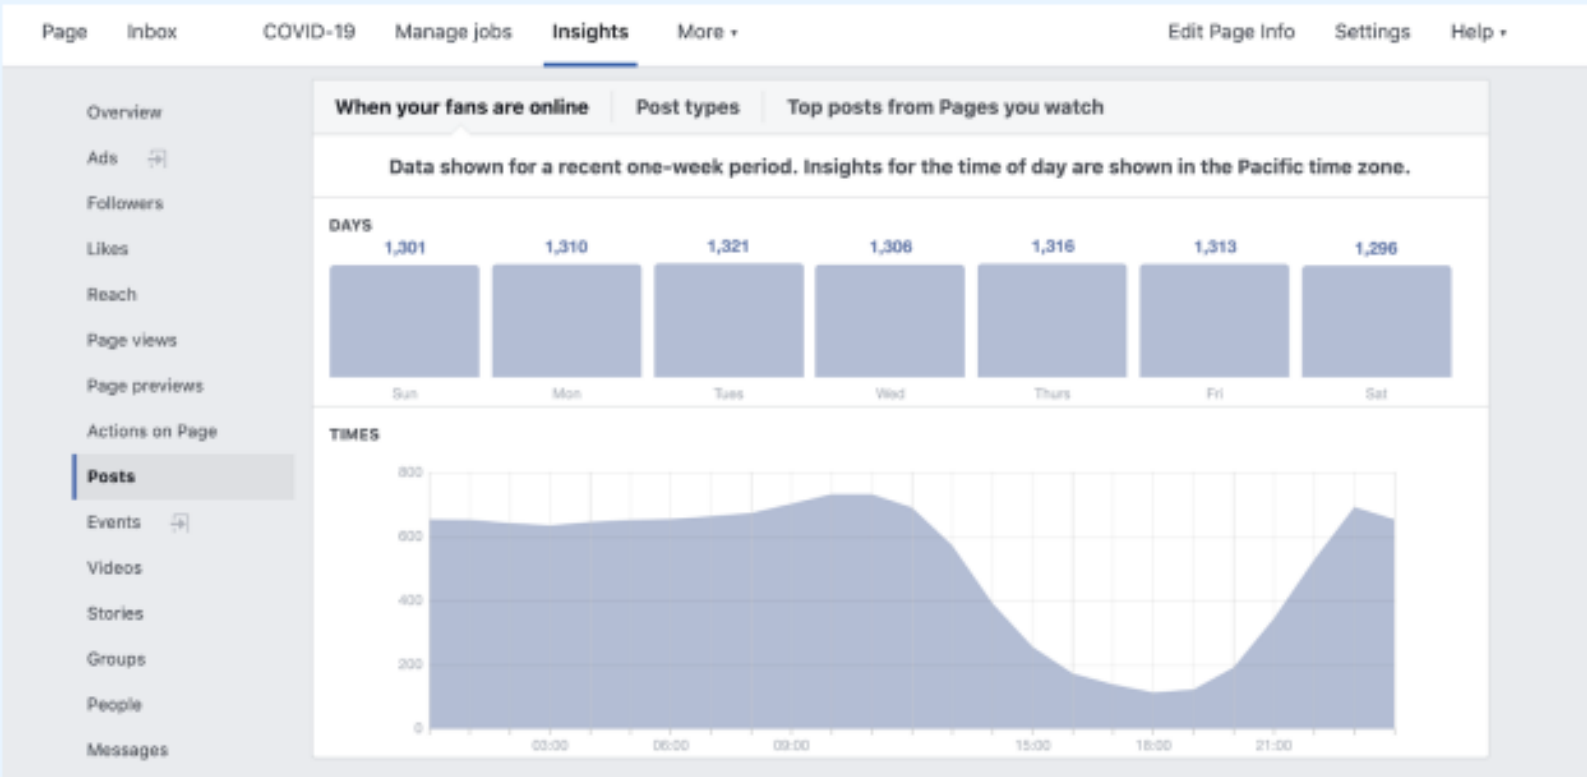 Page Inbox COVID-19 Manage jobs Insights More Edit Page Info Settings Help
Overview
Ads
Followers
Likes
Reach
Page views
Page previews
Actions on Page
Posts
Events
Videos
Stories
Groups
People
Messages
When your fans are online Post types Top posts from Pages you watch
Data shown for a recent one-week period. Insights for the time of day are shown in the Pacific time zone.
DAYS
1,301 1,310 1,321 1,306 1,316 1,313 1,296
Sun Mon Tues Wed Thurs Fri Sat
TIMES
800
600
400
200
0
03:00 06:00 09:00 15:00 18:00 21:00